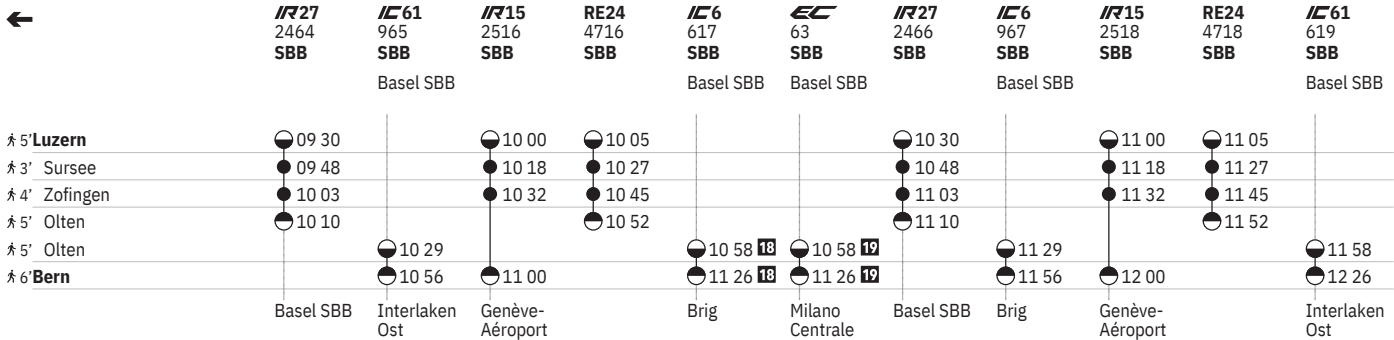 IR27 IC61 IR15 RE24 IC6 EC IR27 IC6 IR15 RE24 IC61
2464 965 2516 4716 617 63 2466 967 2518 4718 619
SBB SBB SBB SBB SBB SBB SBB SBB SBB SBB SBB
Basel SBB Basel SBB Basel SBB Basel SBB Basel SBB
5’ Luzern 09 30 10 00 10 05 10 30 11 00 11 05
3’ Sursee 09 48 10 18 10 27 10 48 11 18 11 27
4’ Zofingen 10 03 10 32 10 45 11 03 11 32 11 45
5’ Olten 10 10 10 52 11 10 11 52
5’ Olten 10 29 10 58 18 10 58 19 11 29 11 58
6’ Bern 10 56 11 00 11 26 18 11 26 19 11 56 12 00 12 26
Basel SBB Interlaken Genève- Brig Milano Basel SBB Brig Genève- Interlaken
Ost Aéroport Centrale Aéroport Ost